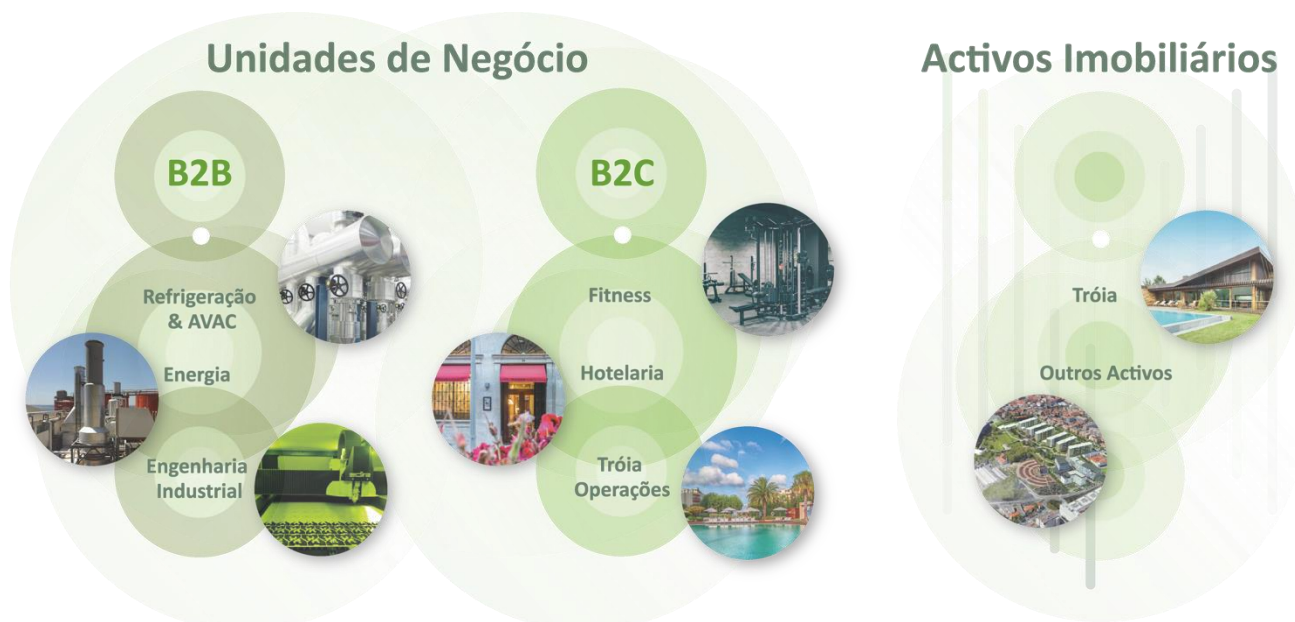 Unidades de Negócio
B2B
Refrigeração
& AVAC
Energia
Engenharia
Industrial
B2C
Fitness
Hotelaria
Tróia
Operações
Activos Imobiliários
Tróia
Outros Activos